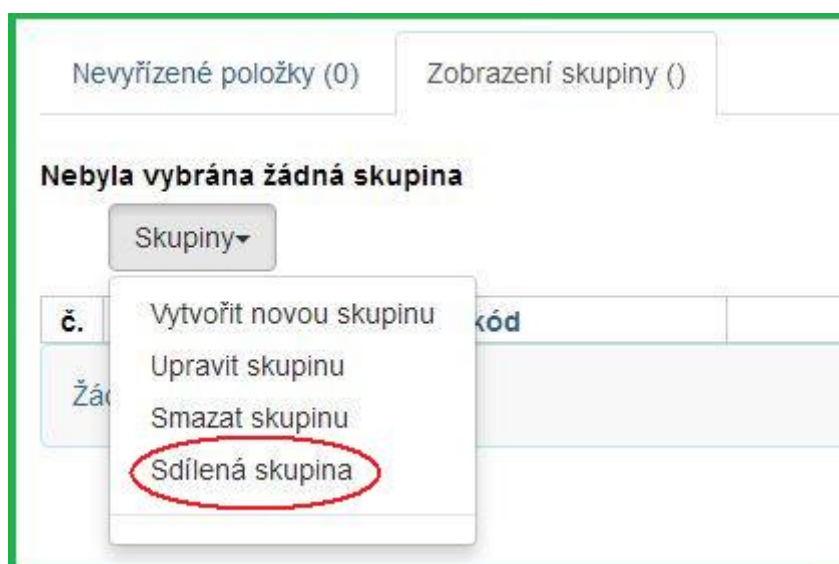 Nevyřízené položky (0)
Zobrazení skupiny ()
Nebyla vybrána žádná skupina
Skupiny
Vytvořit novou skupinu
č.
kód
Upravit skupinu
Smazat skupinu
Sdílená skupina